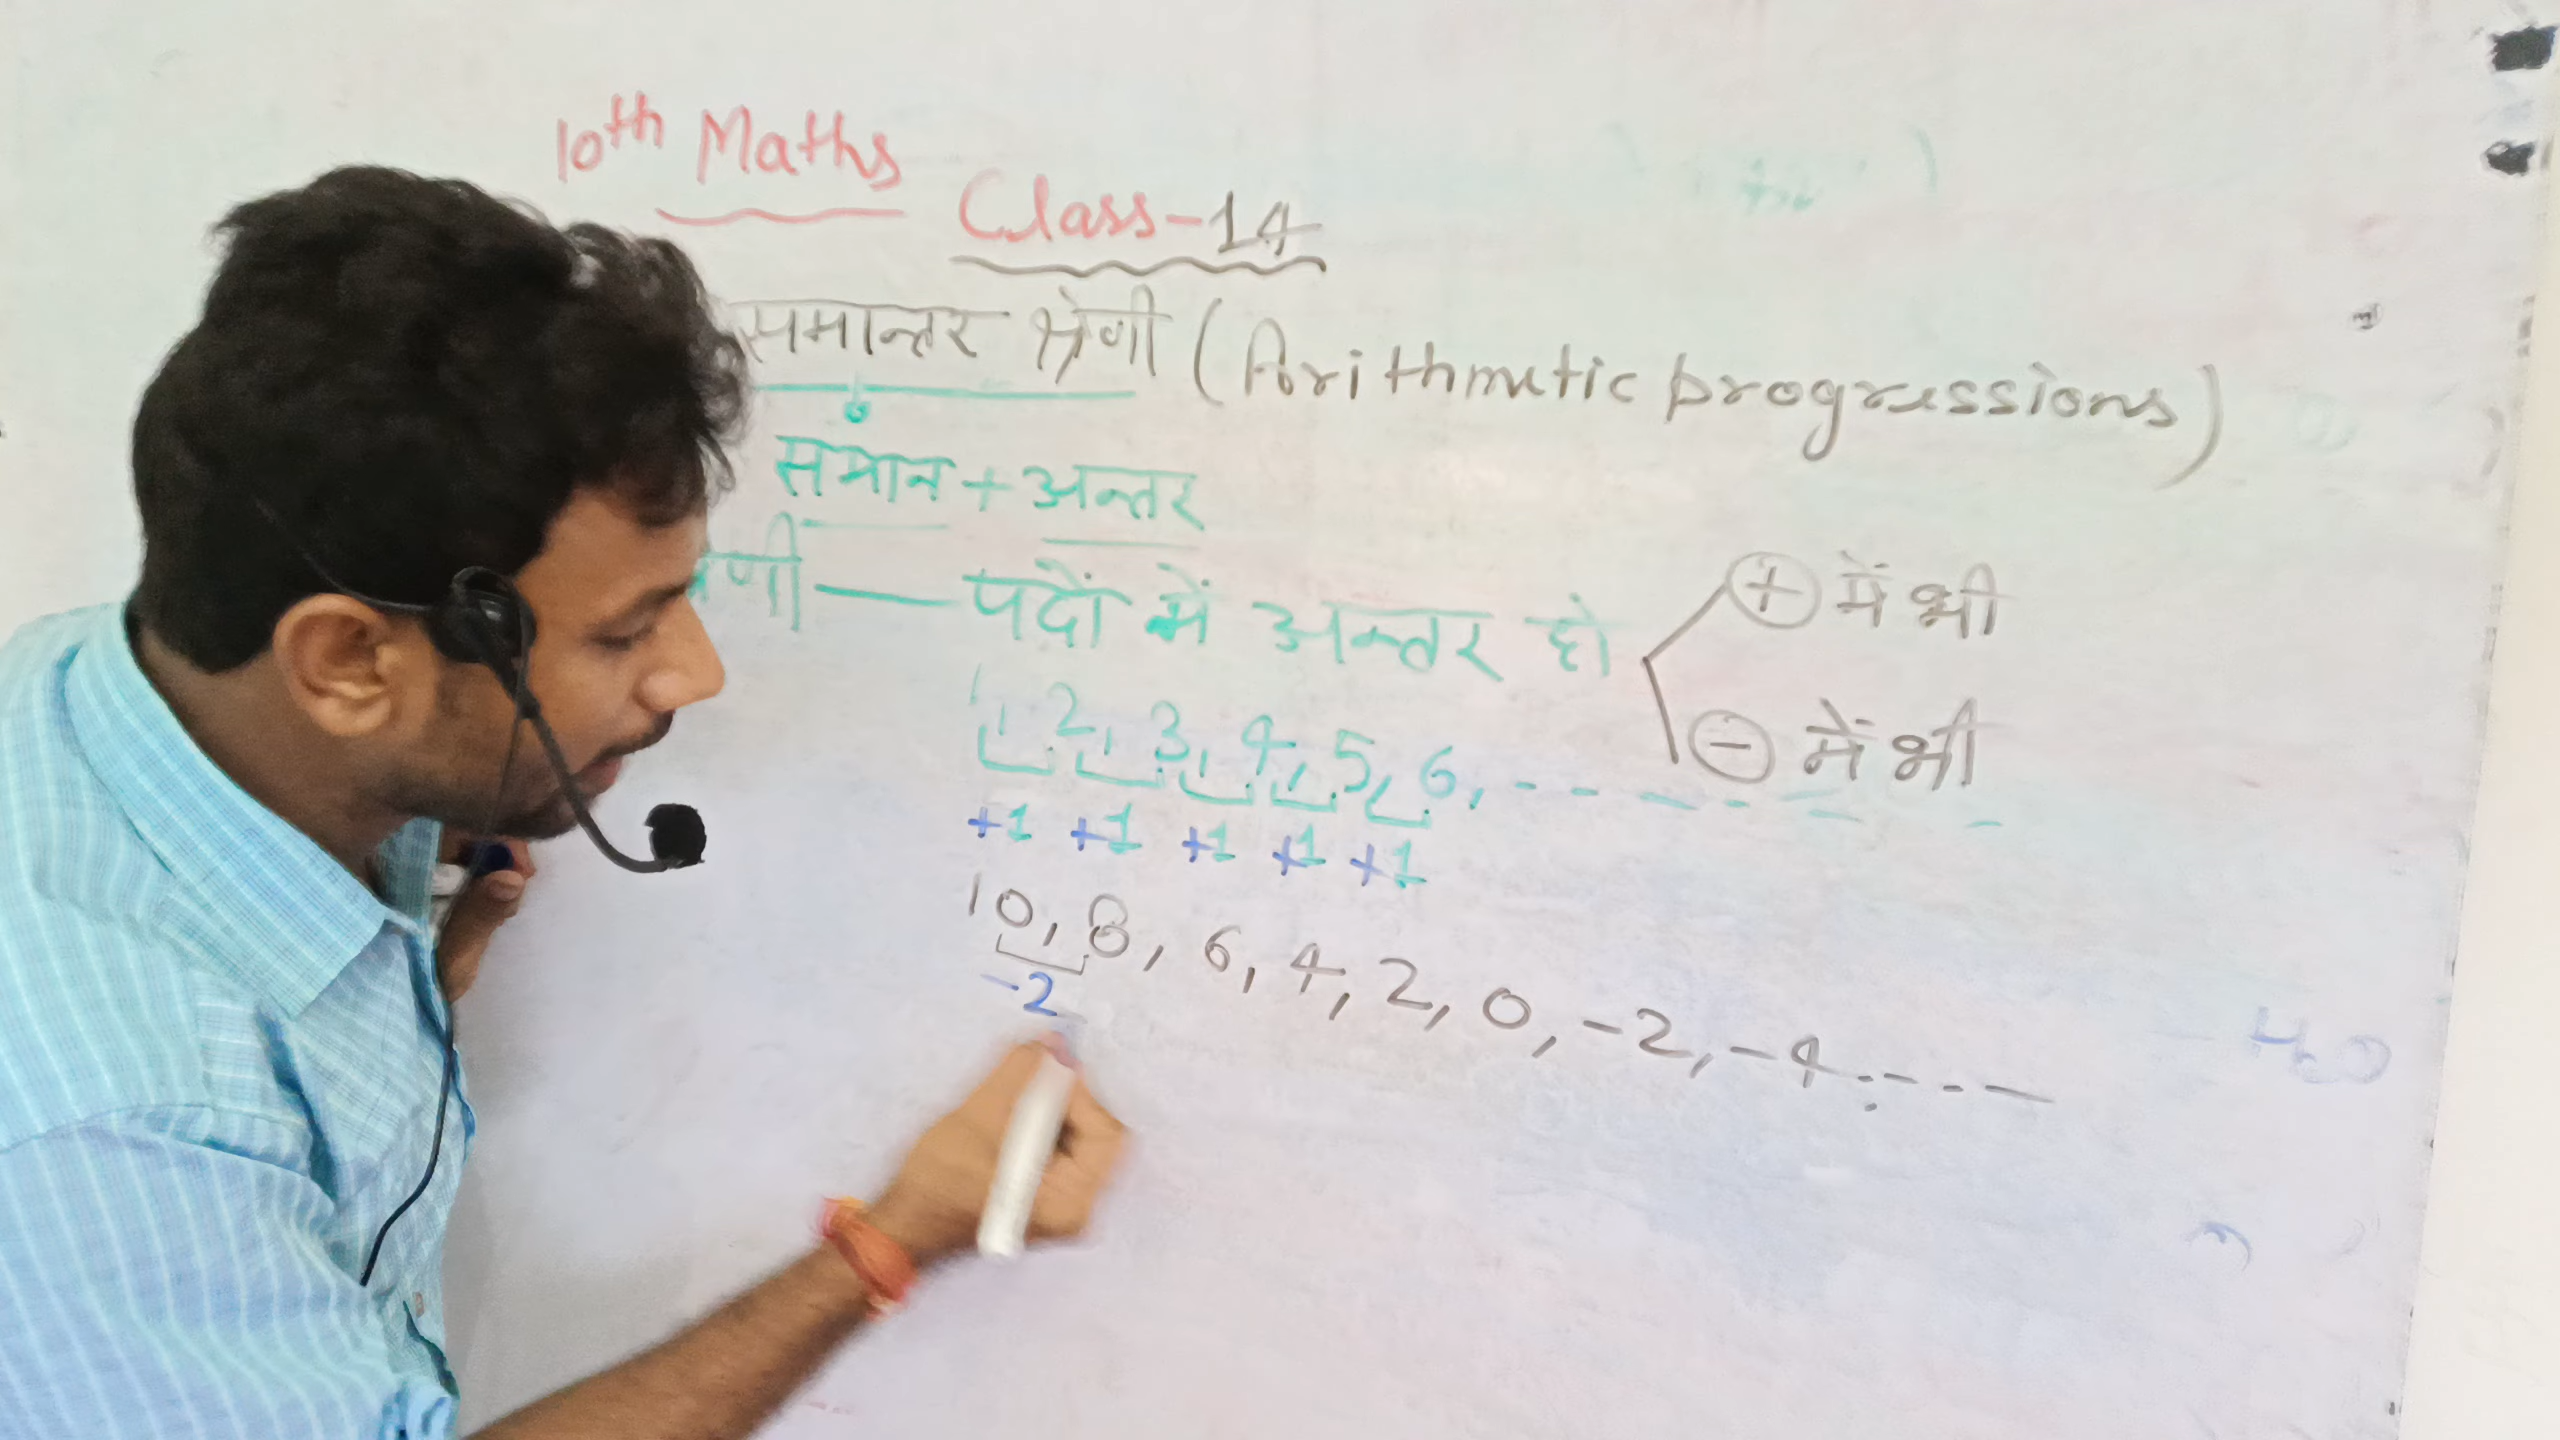 10th Maths
Class-14
समान्तर श्रेणी (Arithmetic progressions)
समान + अन्तर
— पदों में अन्तर हो
+ में भी
- में भी
1, 2, 3, 4, 5, 6, - - - - - - -
+1 +1 +1 +1 +1
10, 8, 6, 4, 2, 0, -2, -4 - - - -
-2